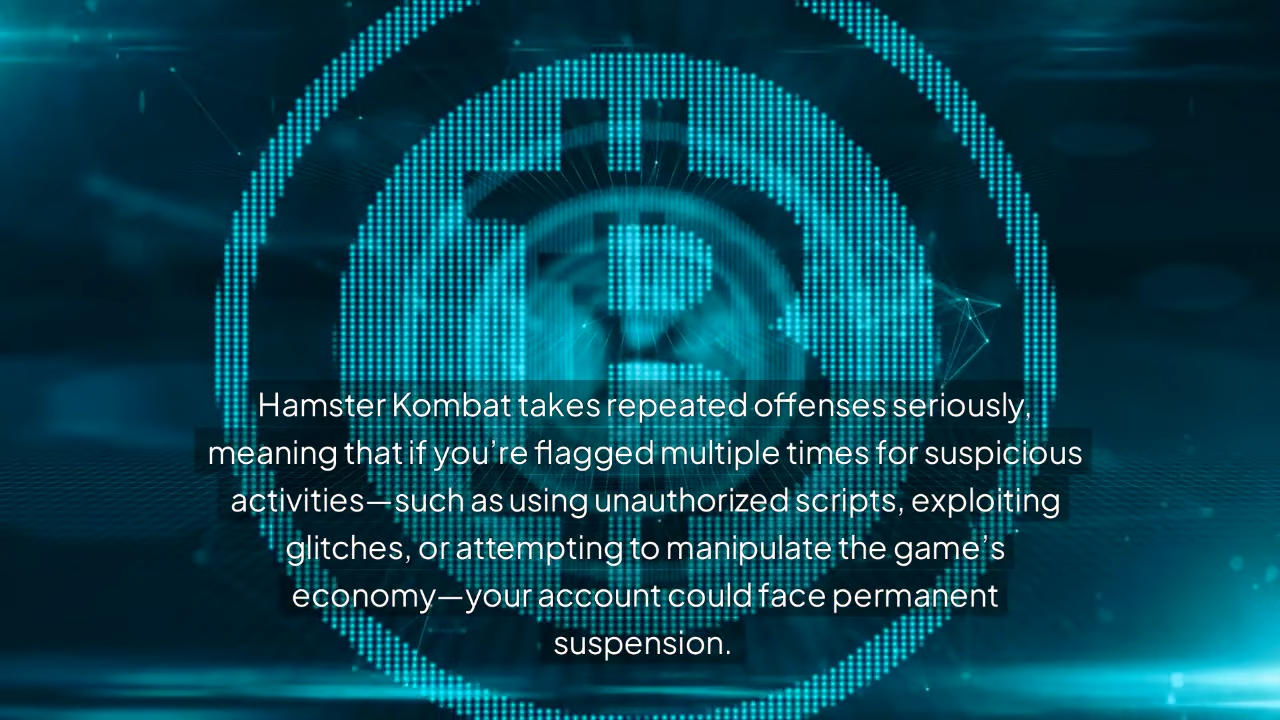 Hamster Kombat takes repeated offenses seriously,
meaning that if you’re flagged multiple times for suspicious
activities—such as using unauthorized scripts, exploiting
glitches, or attempting to manipulate the game’s
economy—your account could face permanent
suspension.